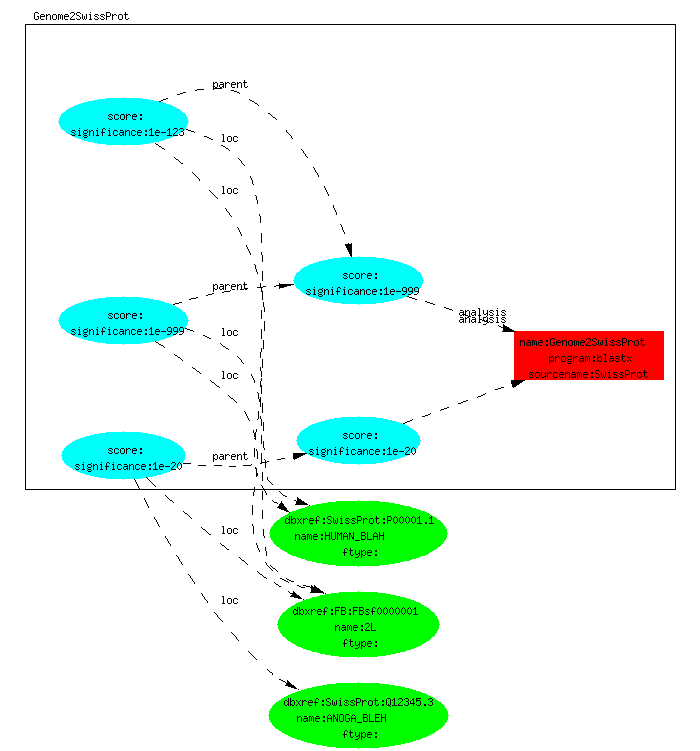 Genome2SwissProt
parent
score:
significance:1e-123
loc
loc
score:
significance:1e-999
parent
score:
significance:1e-999
loc
loc
analysis
analysis
name:Genome2SwissProt
program:blastx
sourcename:SwissProt
score:
significance:1e-20
score:
significance:1e-20
parent
dbxref:SwissProt:P00001.1
name:HUMAN_BLAH
ftype:
loc
loc
dbxref:FB:FBsf0000001
name:2L
ftype:
dbxref:SwissProt:Q12345.3
name:ANOGA_BLEH
ftype: